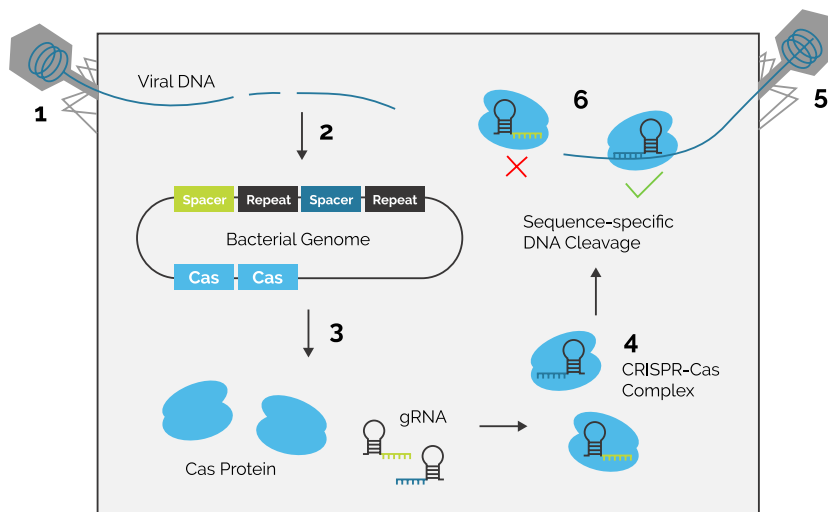 1
Viral DNA
2
Spacer Repeat Spacer Repeat
Bacterial Genome
Cas Cas
3
Cas Protein
gRNA
4
CRISPR-Cas
Complex
Sequence-specific
DNA Cleavage
6
5